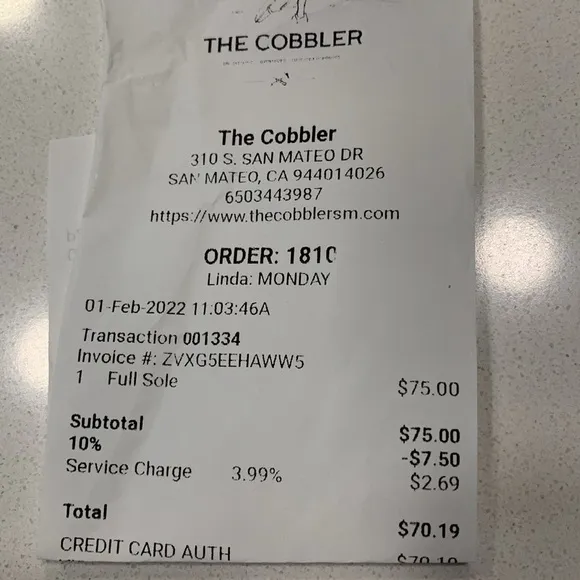 THE COBBLER
The Cobbler
310 S. SAN MATEO DR
SAN MATEO, CA 944014026
6503443987
https://www.thecobblersm.com
ORDER: 1810
Linda: MONDAY
01-Feb-2022 11:03:46A
Transaction 001334
Invoice #: ZVXG5EEHAWW5
1 Full Sole $75.00
Subtotal $75.00
10% -$7.50
Service Charge 3.99% $2.69
Total $70.19
CREDIT CARD AUTH $70.19